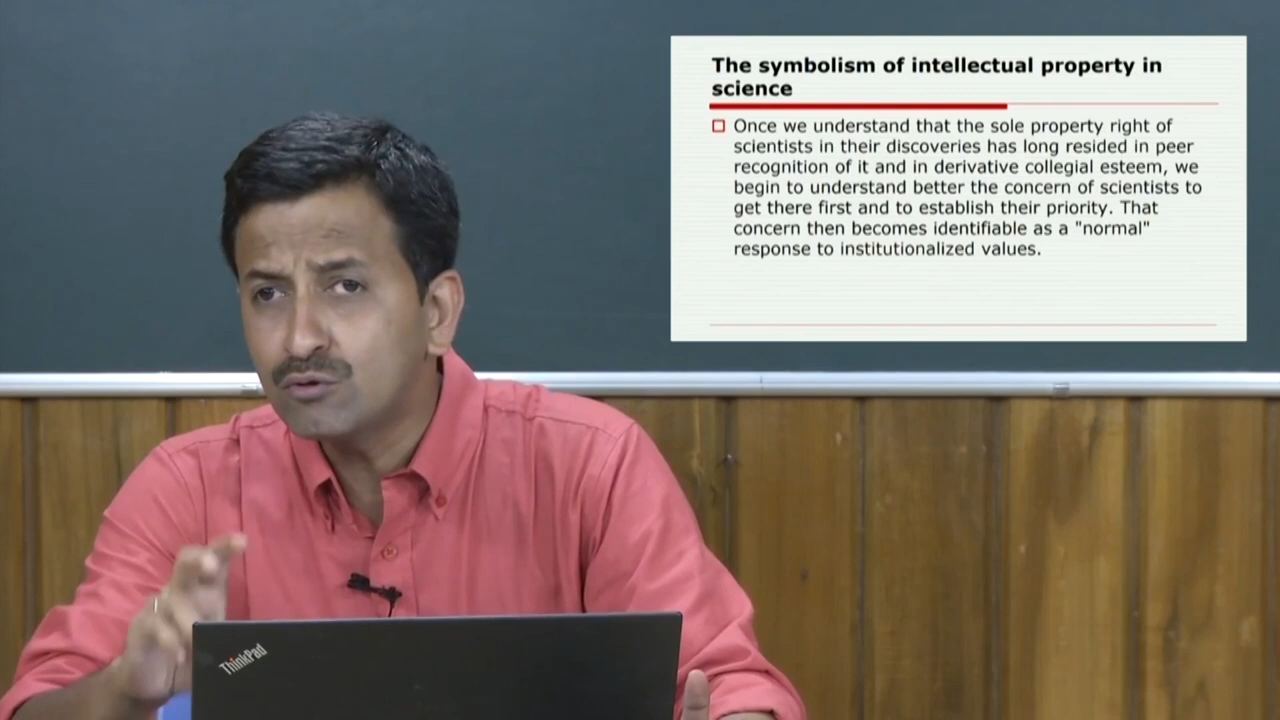 The symbolism of intellectual property in
science
Once we understand that the sole property right of
scientists in their discoveries has long resided in peer
recognition of it and in derivative collegial esteem, we
begin to understand better the concern of scientists to
get there first and to establish their priority. That
concern then becomes identifiable as a "normal"
response to institutionalized values.
ThinkPad